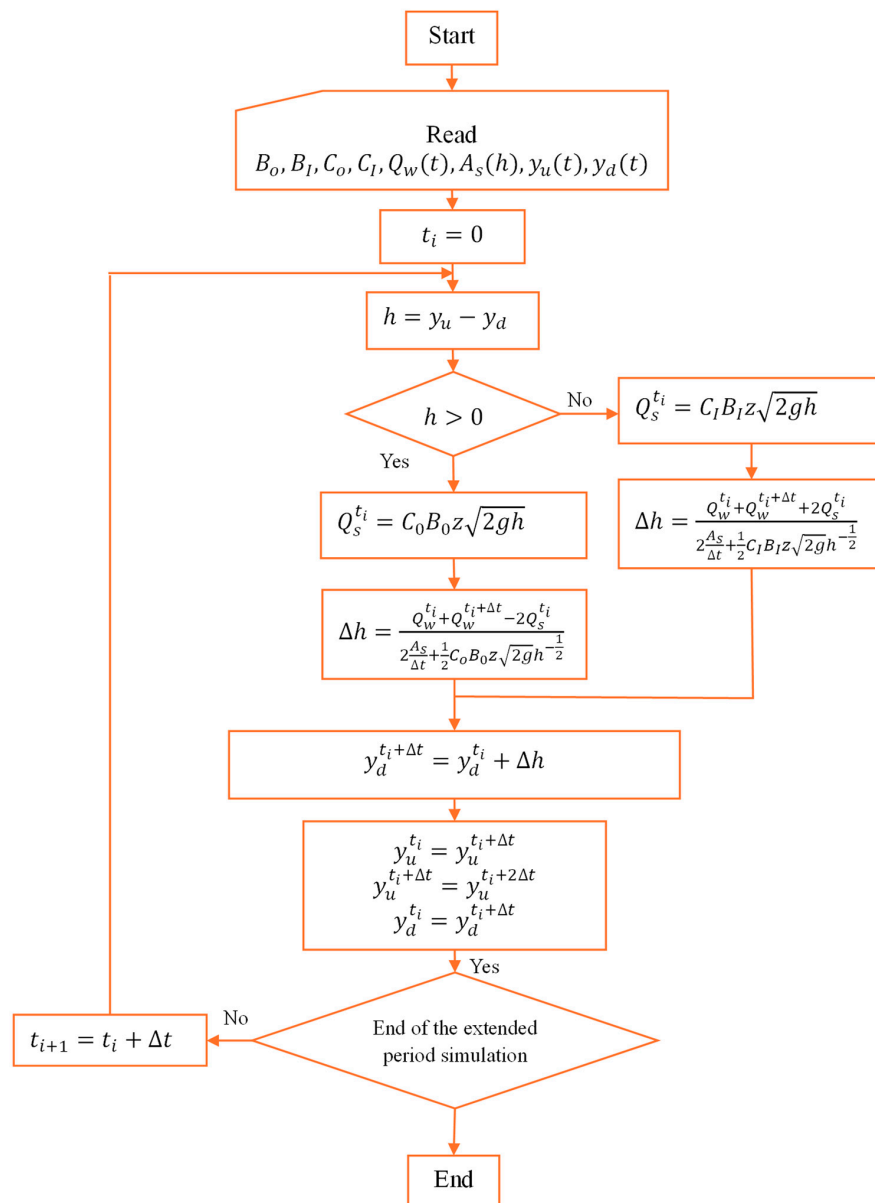 Start
Read
B_o, B_I, C_o, C_I, Q_w(t), A_s(h), y_u(t), y_d(t)
t_i = 0
h = y_u − y_d
h > 0
No
Q_s^{t_i} = C_I B_I z√(2gh)
Δh = (Q_w^{t_i} + Q_w^{t_i+Δt} + 2Q_s^{t_i}) / (2 A_s/Δt + 1/2 C_I B_I z√(2g) h^{−1/2})
Yes
Q_s^{t_i} = C_0 B_0 z√(2gh)
Δh = (Q_w^{t_i} + Q_w^{t_i+Δt} − 2Q_s^{t_i}) / (2 A_s/Δt + 1/2 C_o B_0 z√(2g) h^{−1/2})
y_d^{t_i+Δt} = y_d^{t_i} + Δh
y_u^{t_i} = y_u^{t_i+Δt}
y_u^{t_i+Δt} = y_u^{t_i+2Δt}
y_d^{t_i} = y_d^{t_i+Δt}
Yes
End of the extended
period simulation
No
t_{i+1} = t_i + Δt
End